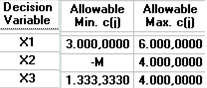 Decision Variable Allowable Min. c(j) Allowable Max. c(j)
X1 3.000,0000 6.000,0000
X2 -M 4.000,0000
X3 1.333,3330 4.000,0000